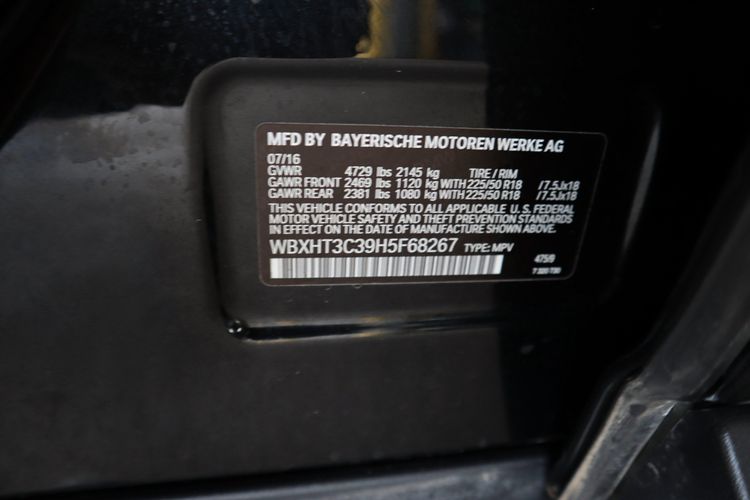 MFD BY BAYERISCHE MOTOREN WERKE AG
07/16
GVWR 4729 lbs 2145 kg TIRE / RIM
GAWR FRONT 2469 lbs 1120 kg WITH 225/50 R18 / 7.5Jx18
GAWR REAR 2381 lbs 1080 kg WITH 225/50 R18 / 7.5Jx18
THIS VEHICLE CONFORMS TO ALL APPLICABLE U. S. FEDERAL
MOTOR VEHICLE SAFETY AND THEFT PREVENTION STANDARDS
IN EFFECT ON THE DATE OF MANUFACTURE SHOWN ABOVE.
WBXHT3C39H5F68267 TYPE: MPV
475/9